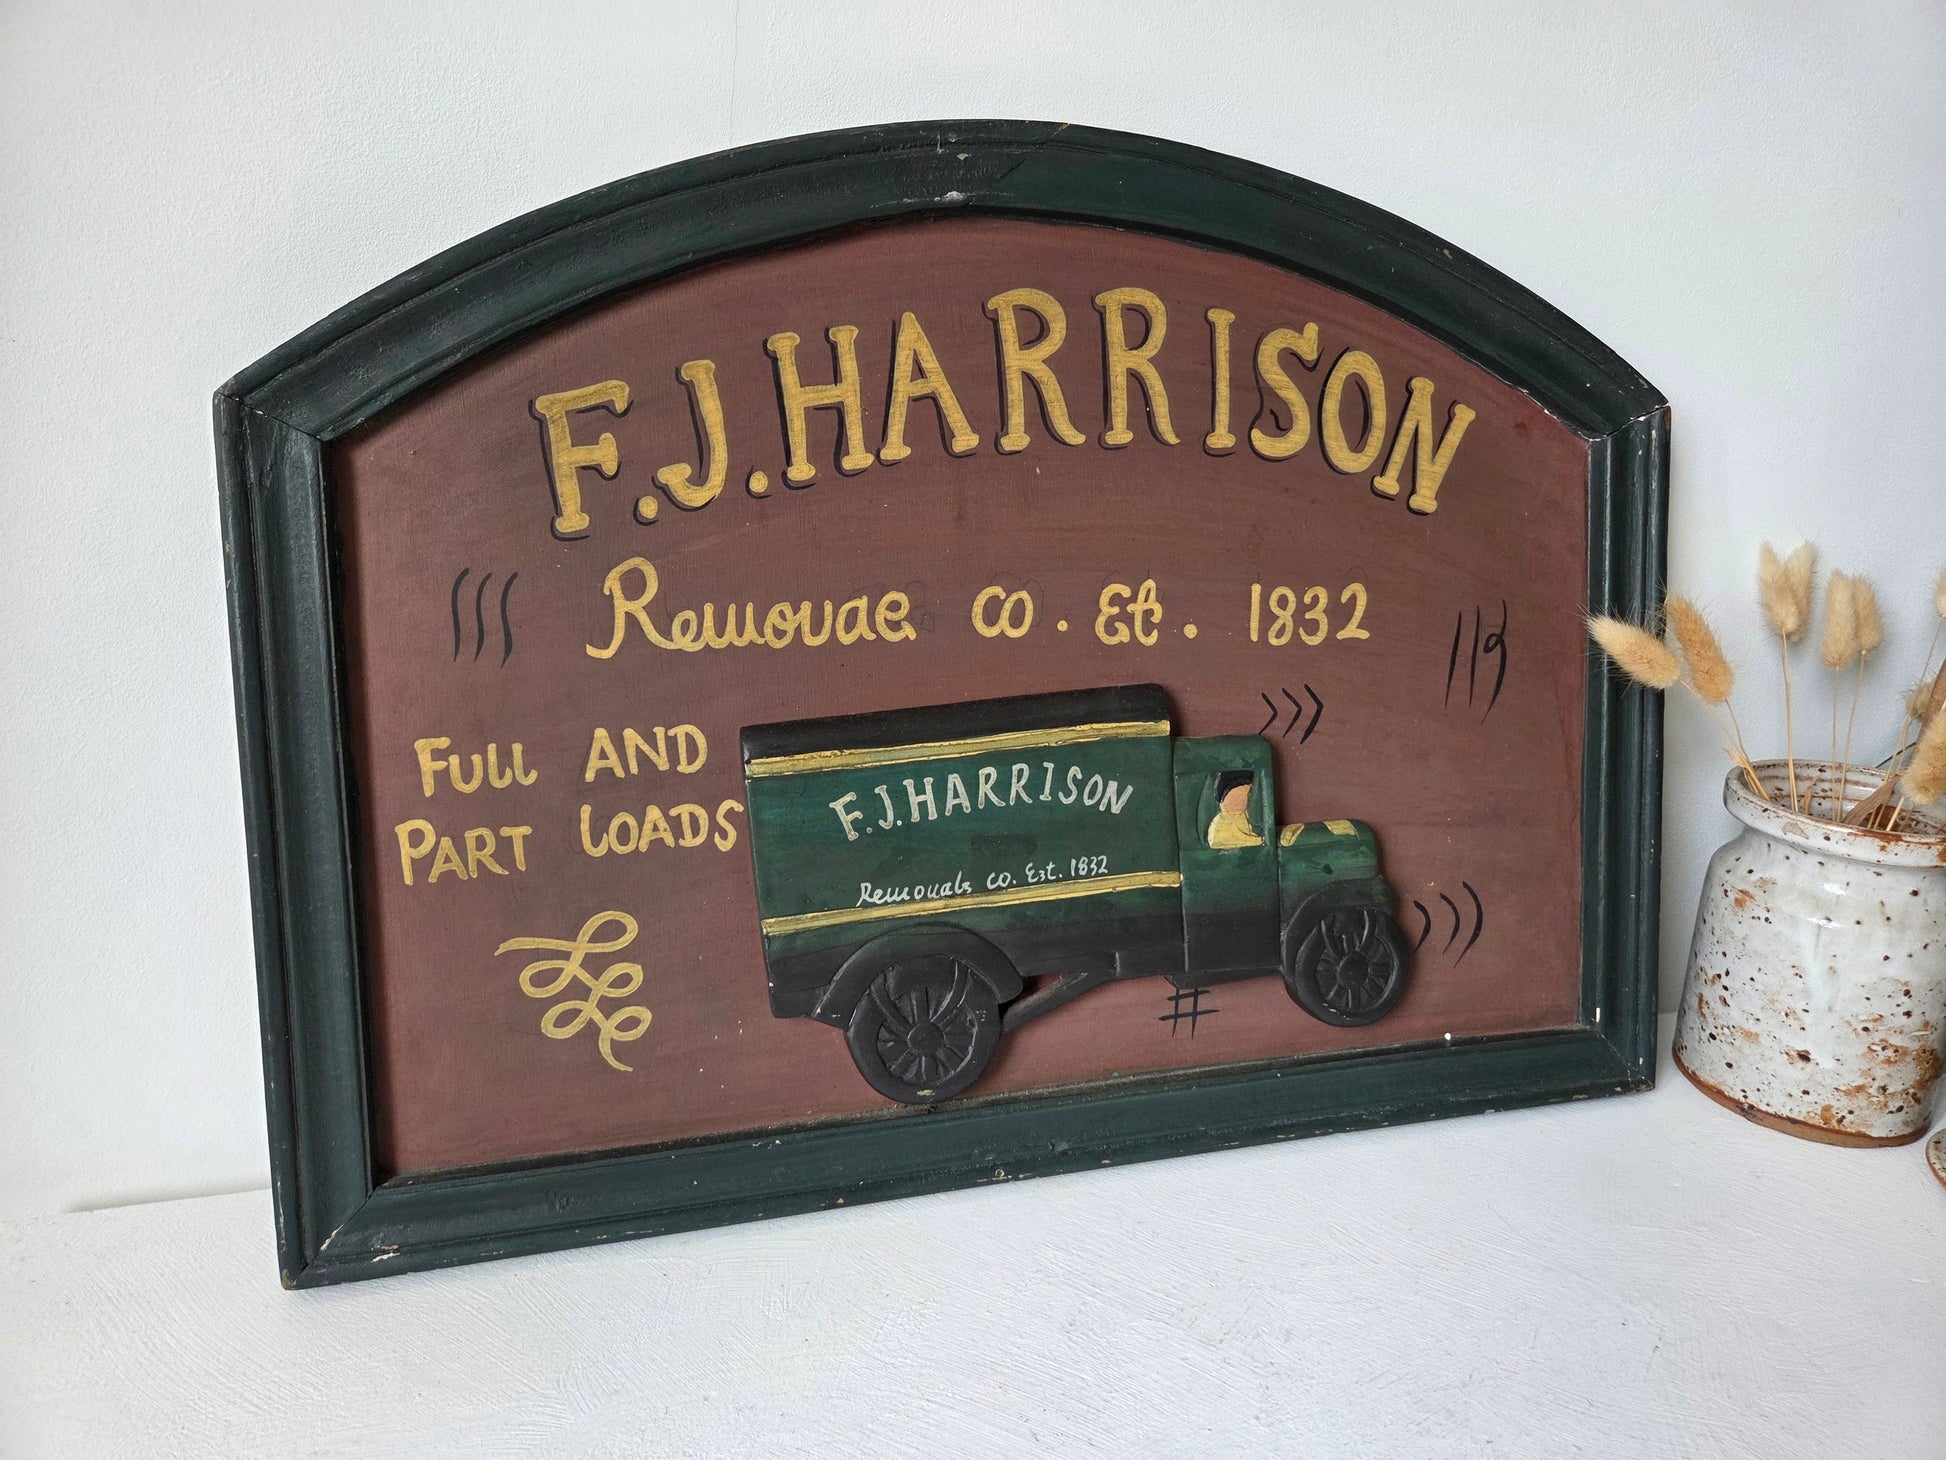 F.J.HARRISON
Removae co. Et. 1832
FULL AND
PART LOADS
F.J.HARRISON
Removals co. Est. 1832